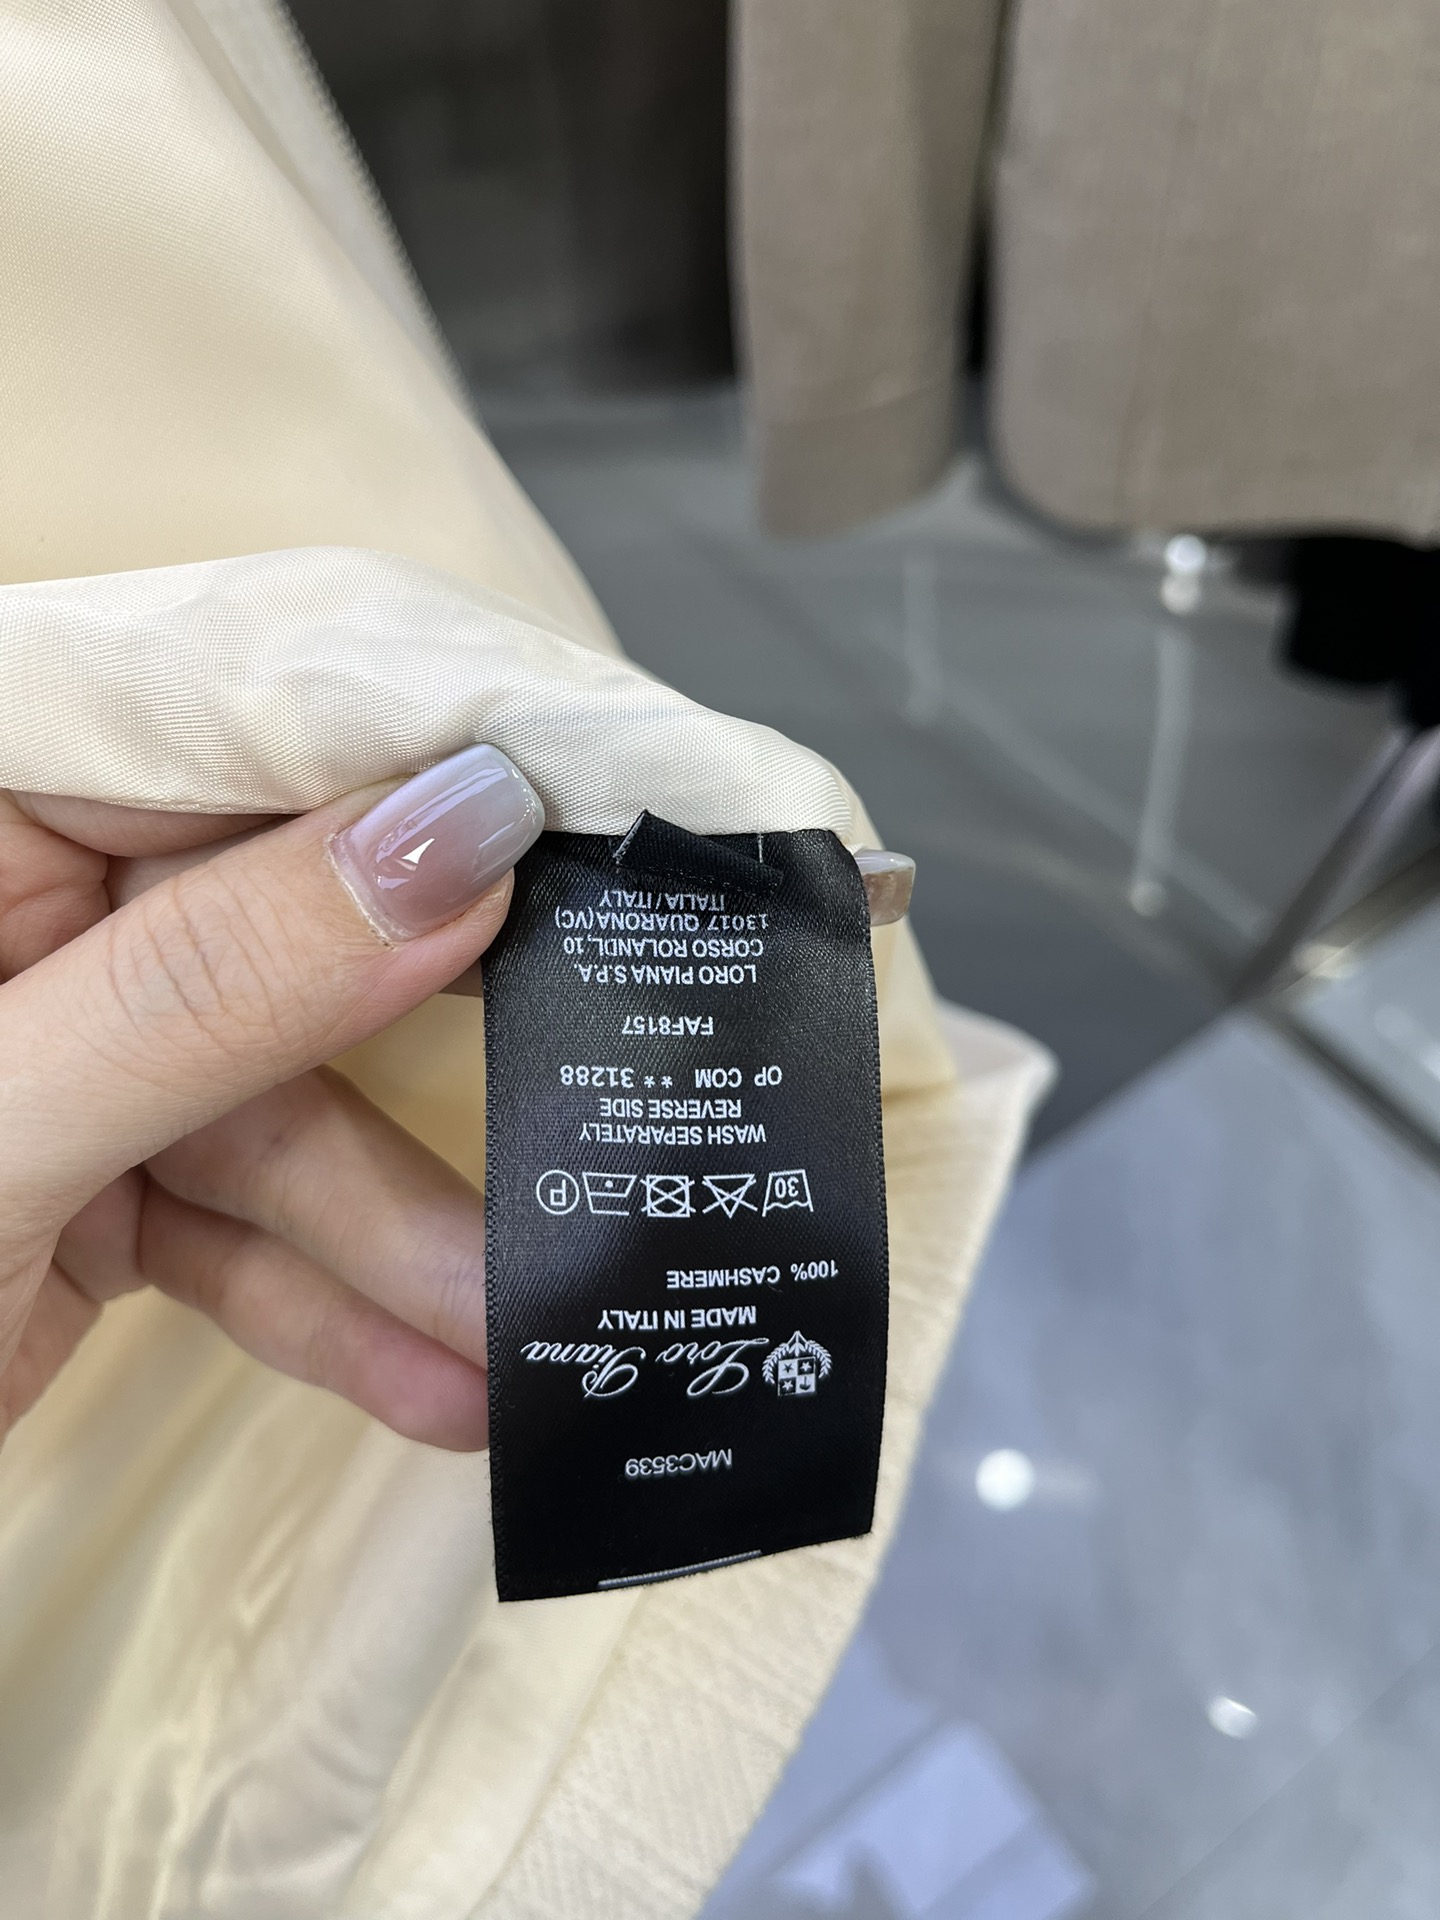 MAC3539
Loro Piana
MADE IN ITALY
100% CASHMERE
30 P
WASH SEPARATELY
REVERSE SIDE
OP COM ** 31288
FAF8157
LORO PIANA S.P.A.
CORSO ROLANDI, 10
13017 QUARONA(VC)
ITALIA/ITALY